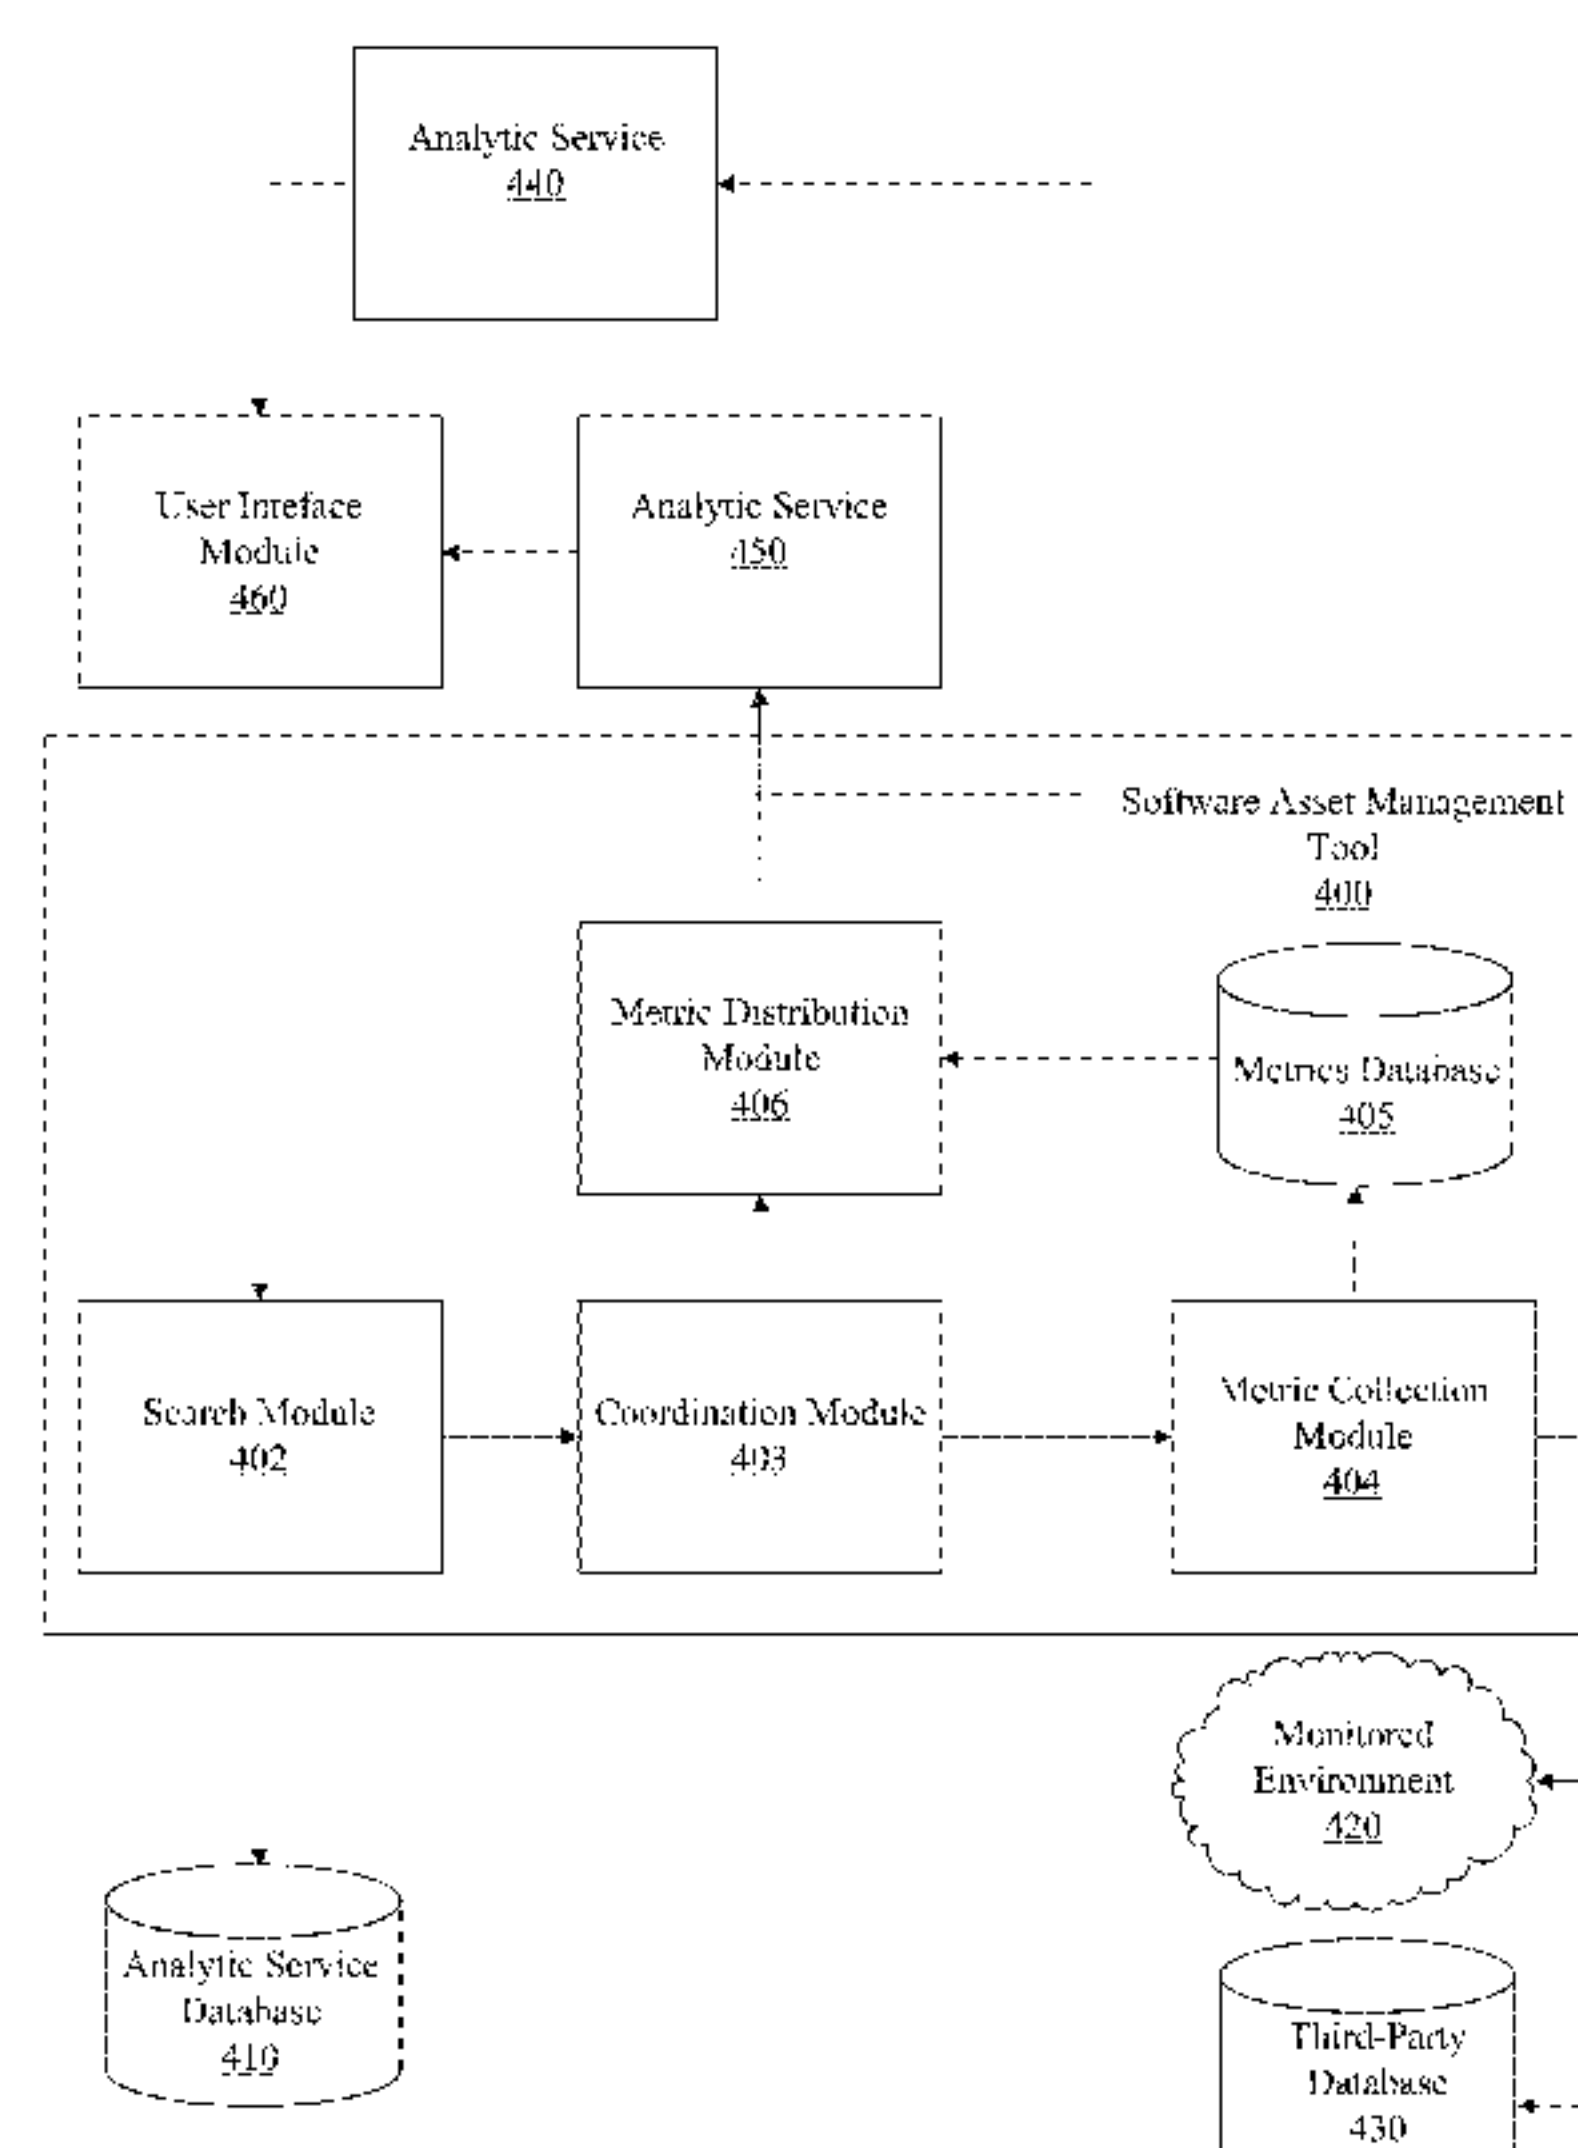 Analytic Service
440
User Inteface
Module
460
Analytic Service
450
Software Asset Management
Tool
400
Metric Distribution
Module
406
Metrics Database
405
Search Module
402
Coordination Module
403
Metric Collection
Module
404
Monitored
Environment
420
Analytic Service
Database
410
Third-Party
Database
430